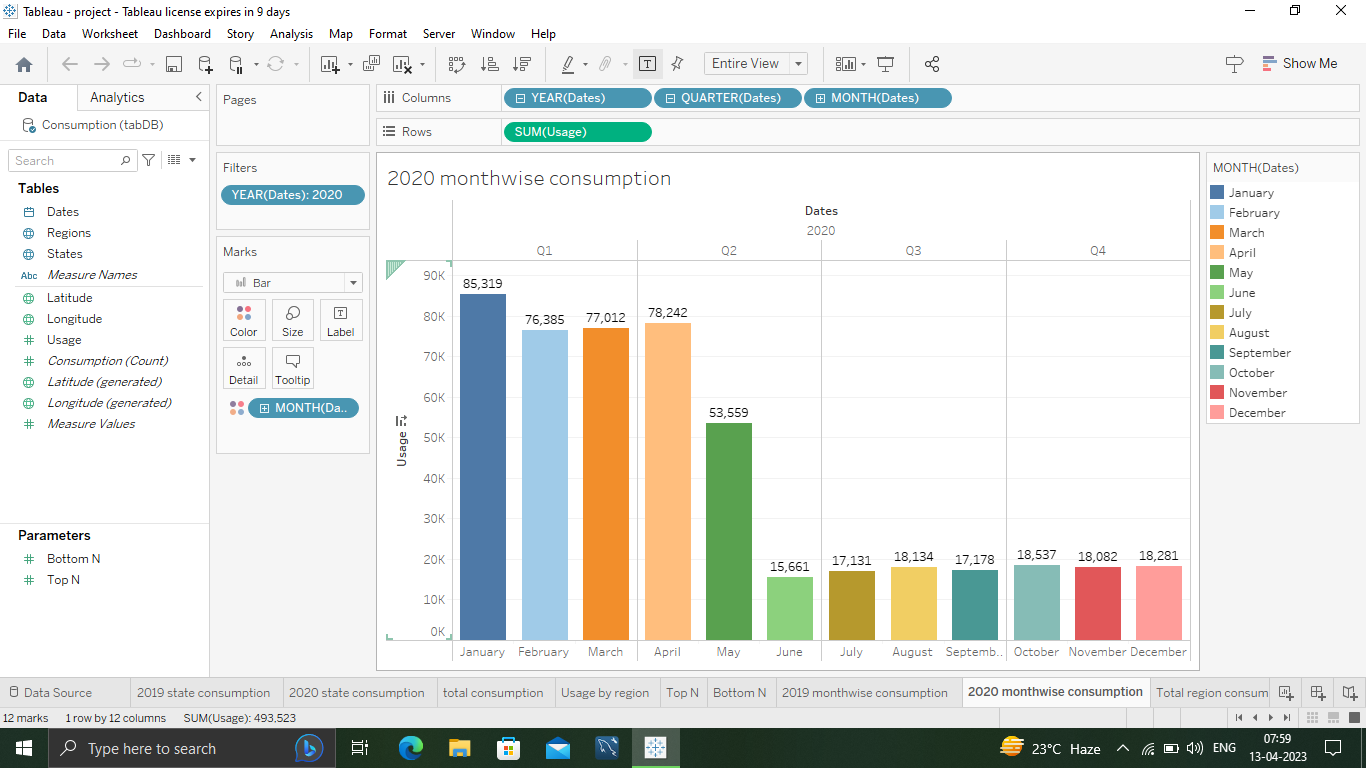 Tableau - project - Tableau license expires in 9 days
File Data Worksheet Dashboard Story Analysis Map Format Server Window Help
Entire View
Show Me
Data Analytics
Consumption (tabDB)
Search
Tables
Dates
Regions
States
Abc Measure Names
Latitude
Longitude
Usage
Consumption (Count)
Latitude (generated)
Longitude (generated)
Measure Values
Parameters
Bottom N
Top N
Pages
Filters
YEAR(Dates): 2020
Marks
Bar
Color Size Label
Detail Tooltip
MONTH(Da..
Columns YEAR(Dates) QUARTER(Dates) MONTH(Dates)
Rows SUM(Usage)
2020 monthwise consumption
Dates
2020
Q1 Q2 Q3 Q4
Usage
90K
80K
70K
60K
50K
40K
30K
20K
10K
0K
85,319 76,385 77,012 78,242 53,559 15,661 17,131 18,134 17,178 18,537 18,082 18,281
January February March April May June July August Septemb.. October November December
MONTH(Dates)
January
February
March
April
May
June
July
August
September
October
November
December
Data Source 2019 state consumption 2020 state consumption total consumption Usage by region Top N Bottom N 2019 monthwise consumption 2020 monthwise consumption Total region consum
12 marks 1 row by 12 columns SUM(Usage): 493,523
Type here to search
23°C Haze
ENG
07:59
13-04-2023